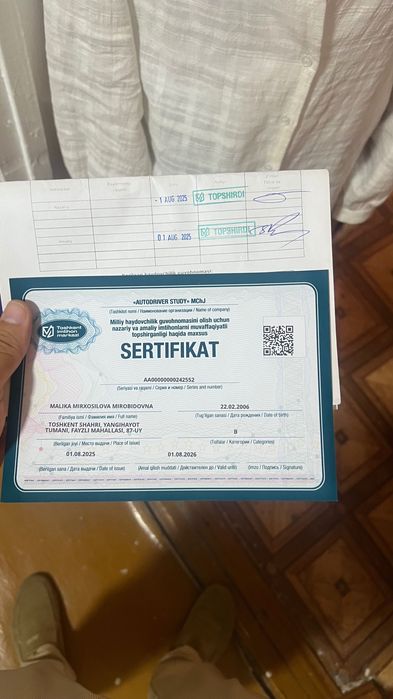 - 1 AUG 2025 TOPSHIRDI
0 1 AUG 2025 TOPSHIRDI
«AUTODRIVER STUDY» MChJ
(Tashkilot nomi / Наименование организации / Name of company)
Toshkent
imtihon
markazi
Milliy haydovchilik guvohnomasini olish uchun
nazariy va amaliy imtihonlarni muvaffaqiyatli
topshirganligi haqida maxsus
SERTIFIKAT
AA00000000242552
(Seriyasi va raqami / Серия и номер / Series and number)
MALIKA MIRXOSILOVA MIROBIDOVNA
22.02.2006
(Familiya ismi / Фамилия имя / Full name)
(Tug'ilgan sanasi / Дата рождения / Date of birth)
TOSHKENT SHAHRI, YANGIHAYOT
TUMANI, FAYZLI MAHALLASI, 87-UY
B
(Berilgan joyi / Место выдачи / Place of issue)
(Toifalar / Категории / Categories)
01.08.2025
01.08.2026
(Berilgan sana / Дата выдачи / Date of issue)
(Amal qilish muddati / Действителен до / Valid until)
(Imzo / Подпись / Signature)